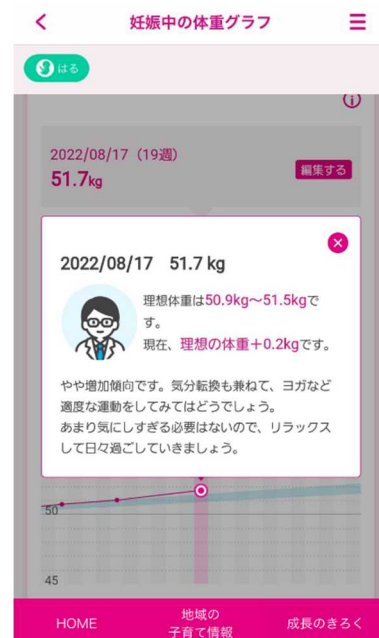 妊娠中の体重グラフ
はる
2022/08/17（19週）
51.7kg
編集する
2022/08/17 51.7 kg
理想体重は50.9kg〜51.5kgで
す。
現在、理想の体重＋0.2kgです。
やや増加傾向です。気分転換も兼ねて、ヨガなど
適度な運動をしてみてはどうでしょう。
あまり気にしすぎる必要はないので、リラックス
して日々過ごしていきましょう。
50
45
HOME
地域の
子育て情報
成長のきろく